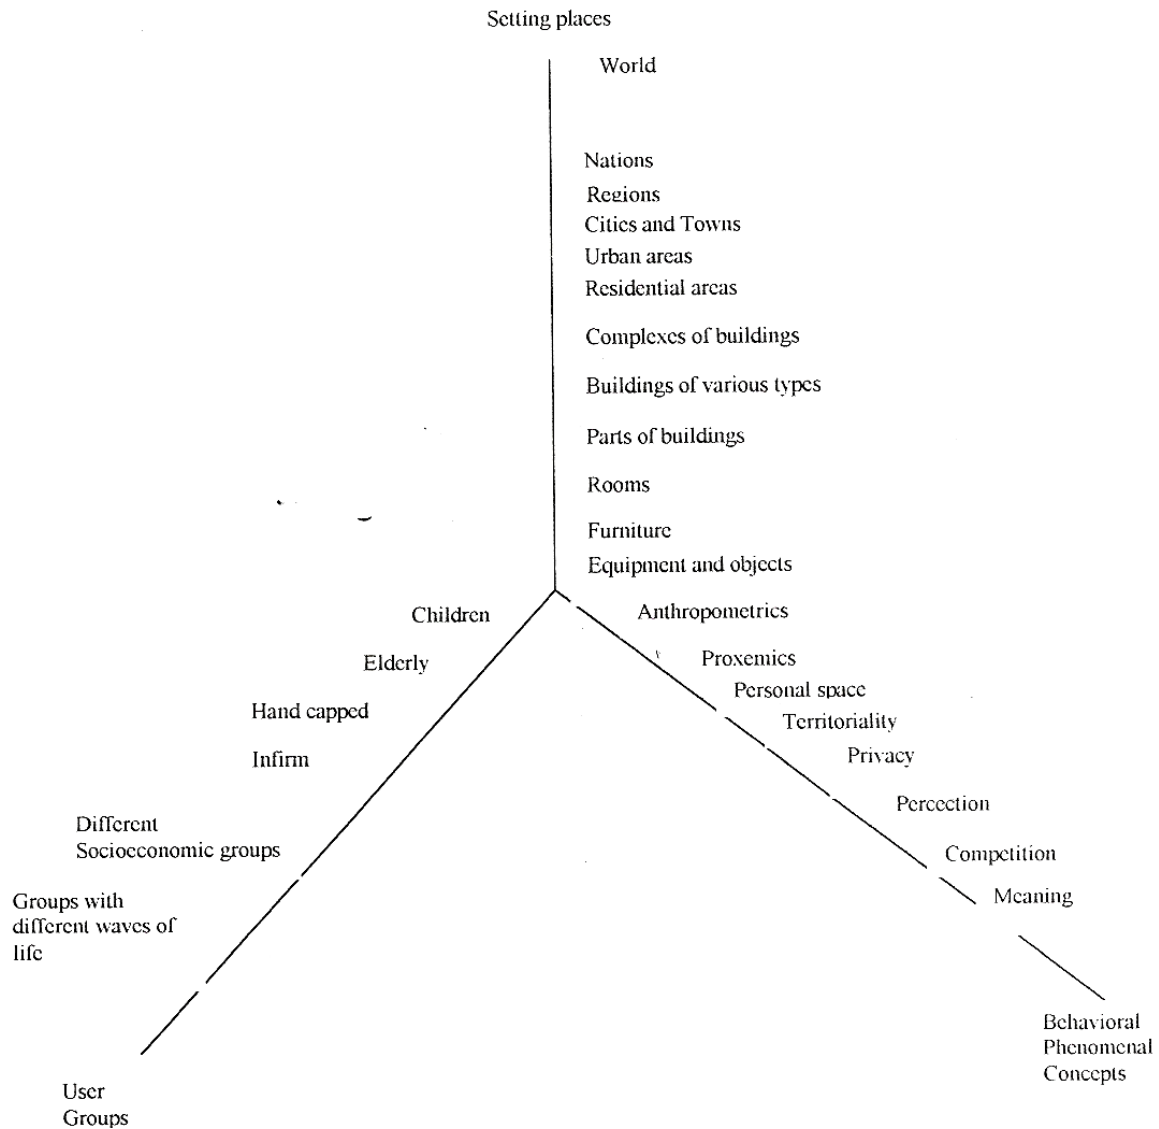 Setting places
World
Nations
Regions
Cities and Towns
Urban areas
Residential areas
Complexes of buildings
Buildings of various types
Parts of buildings
Rooms
Furniture
Equipment and objects
Children
Anthropometrics
Elderly
Proxemics
Personal space
Hand capped
Territoriality
Infirm
Privacy
Percection
Different
Socioeconomic groups
Competition
Groups with
different waves of
life
Meaning
Behavioral
Phenomenal
Concepts
User
Groups